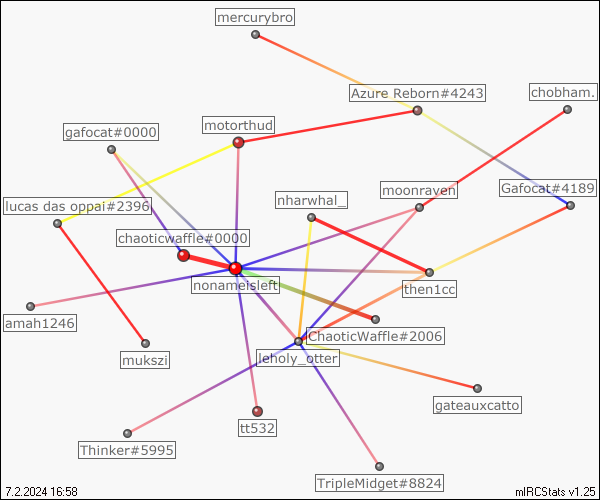 mercurybro
Azure Reborn#4243
chobham.
gafocat#0000
motorthud
moonraven
Gafocat#4189
nharwhal_
lucas das oppai#2396
chaoticwaffle#0000
nonameisleft
then1cc
amah1246
ChaoticWaffle#2006
mukszi
leholy_otter
gateauxcatto
tt532
Thinker#5995
TripleMidget#8824
7.2.2024 16:58
mIRCStats v1.25